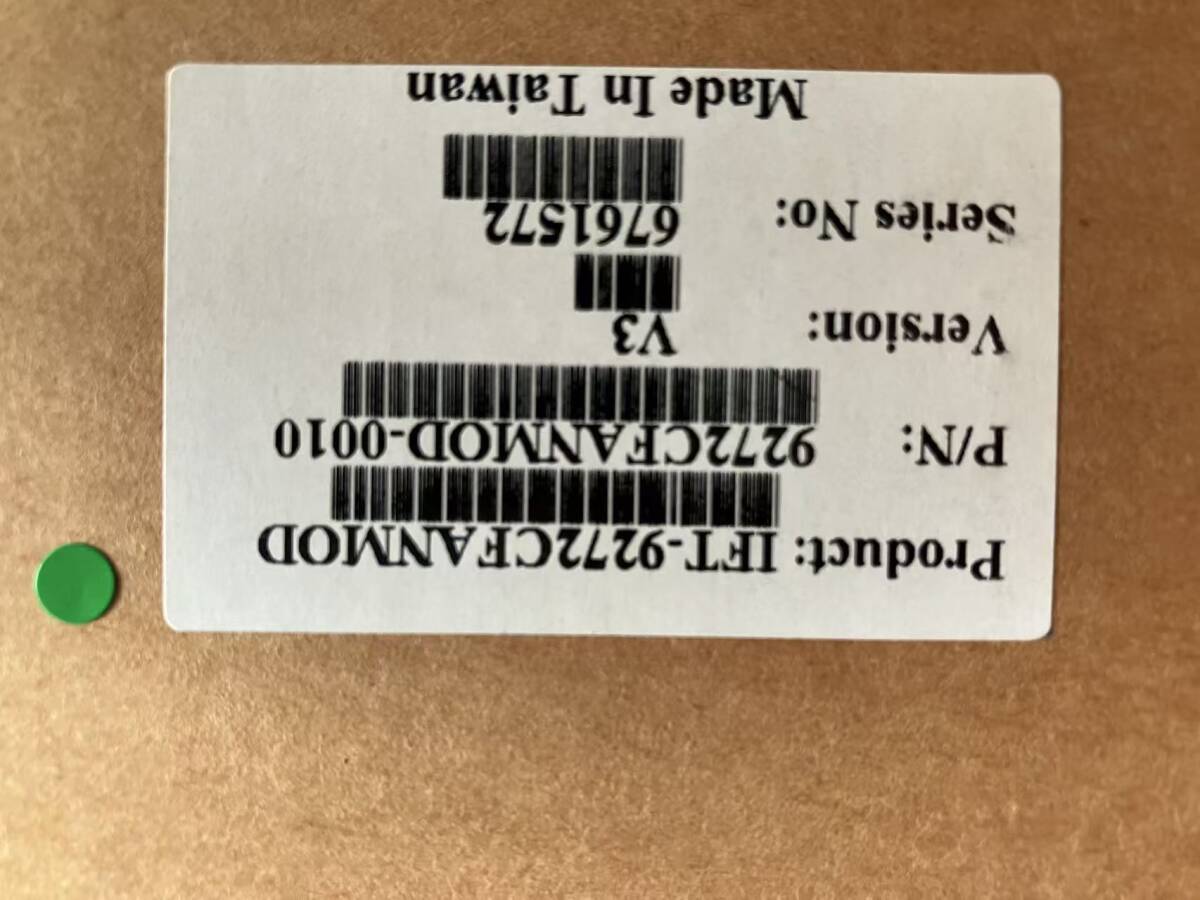 Product: IFT-9272CFANMOD
P/N: 9272CFANMOD-0010
Version: V3
Series No: 6761572
Made In Taiwan